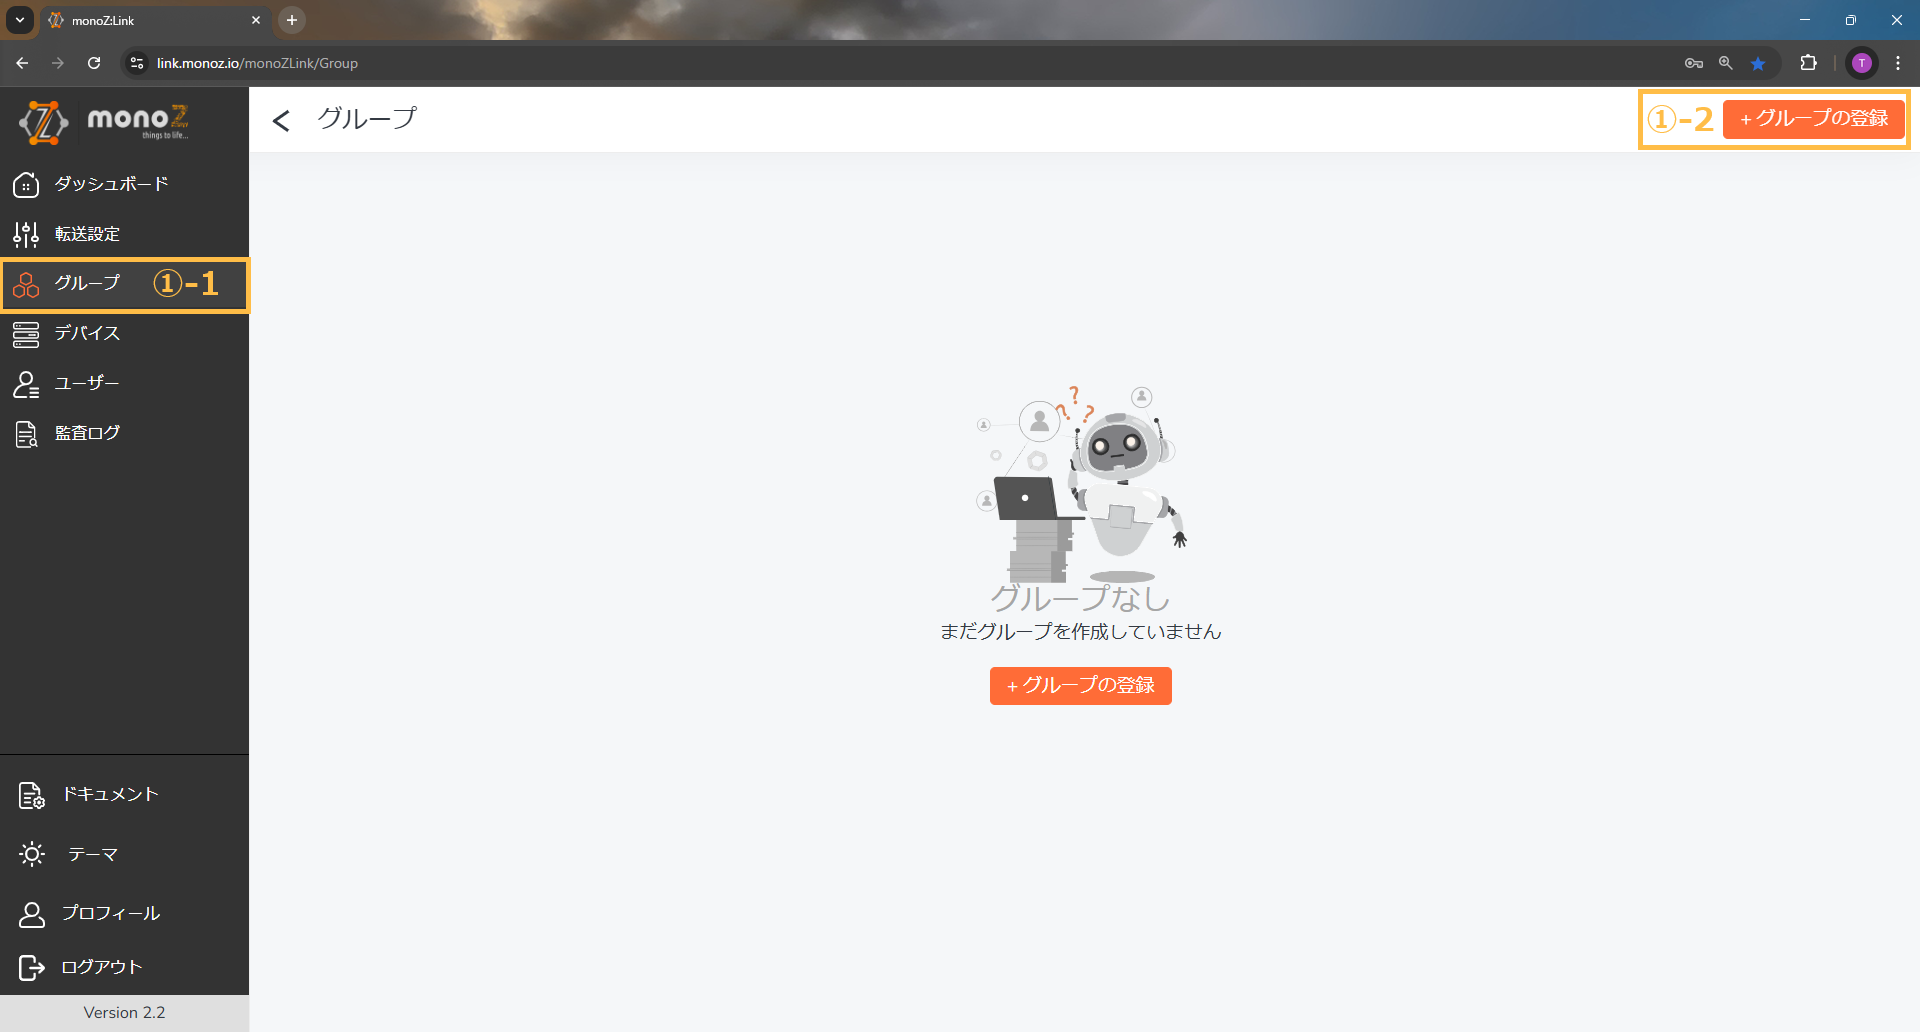 monoZ:Link
link.monoz.io/monoZLink/Group
T
monoZ
things to life...
ダッシュボード
転送設定
グループ ①-1
デバイス
ユーザー
監査ログ
ドキュメント
テーマ
プロフィール
ログアウト
Version 2.2
グループ
①-2 + グループの登録
? ? ?
グループなし
まだグループを作成していません
+ グループの登録